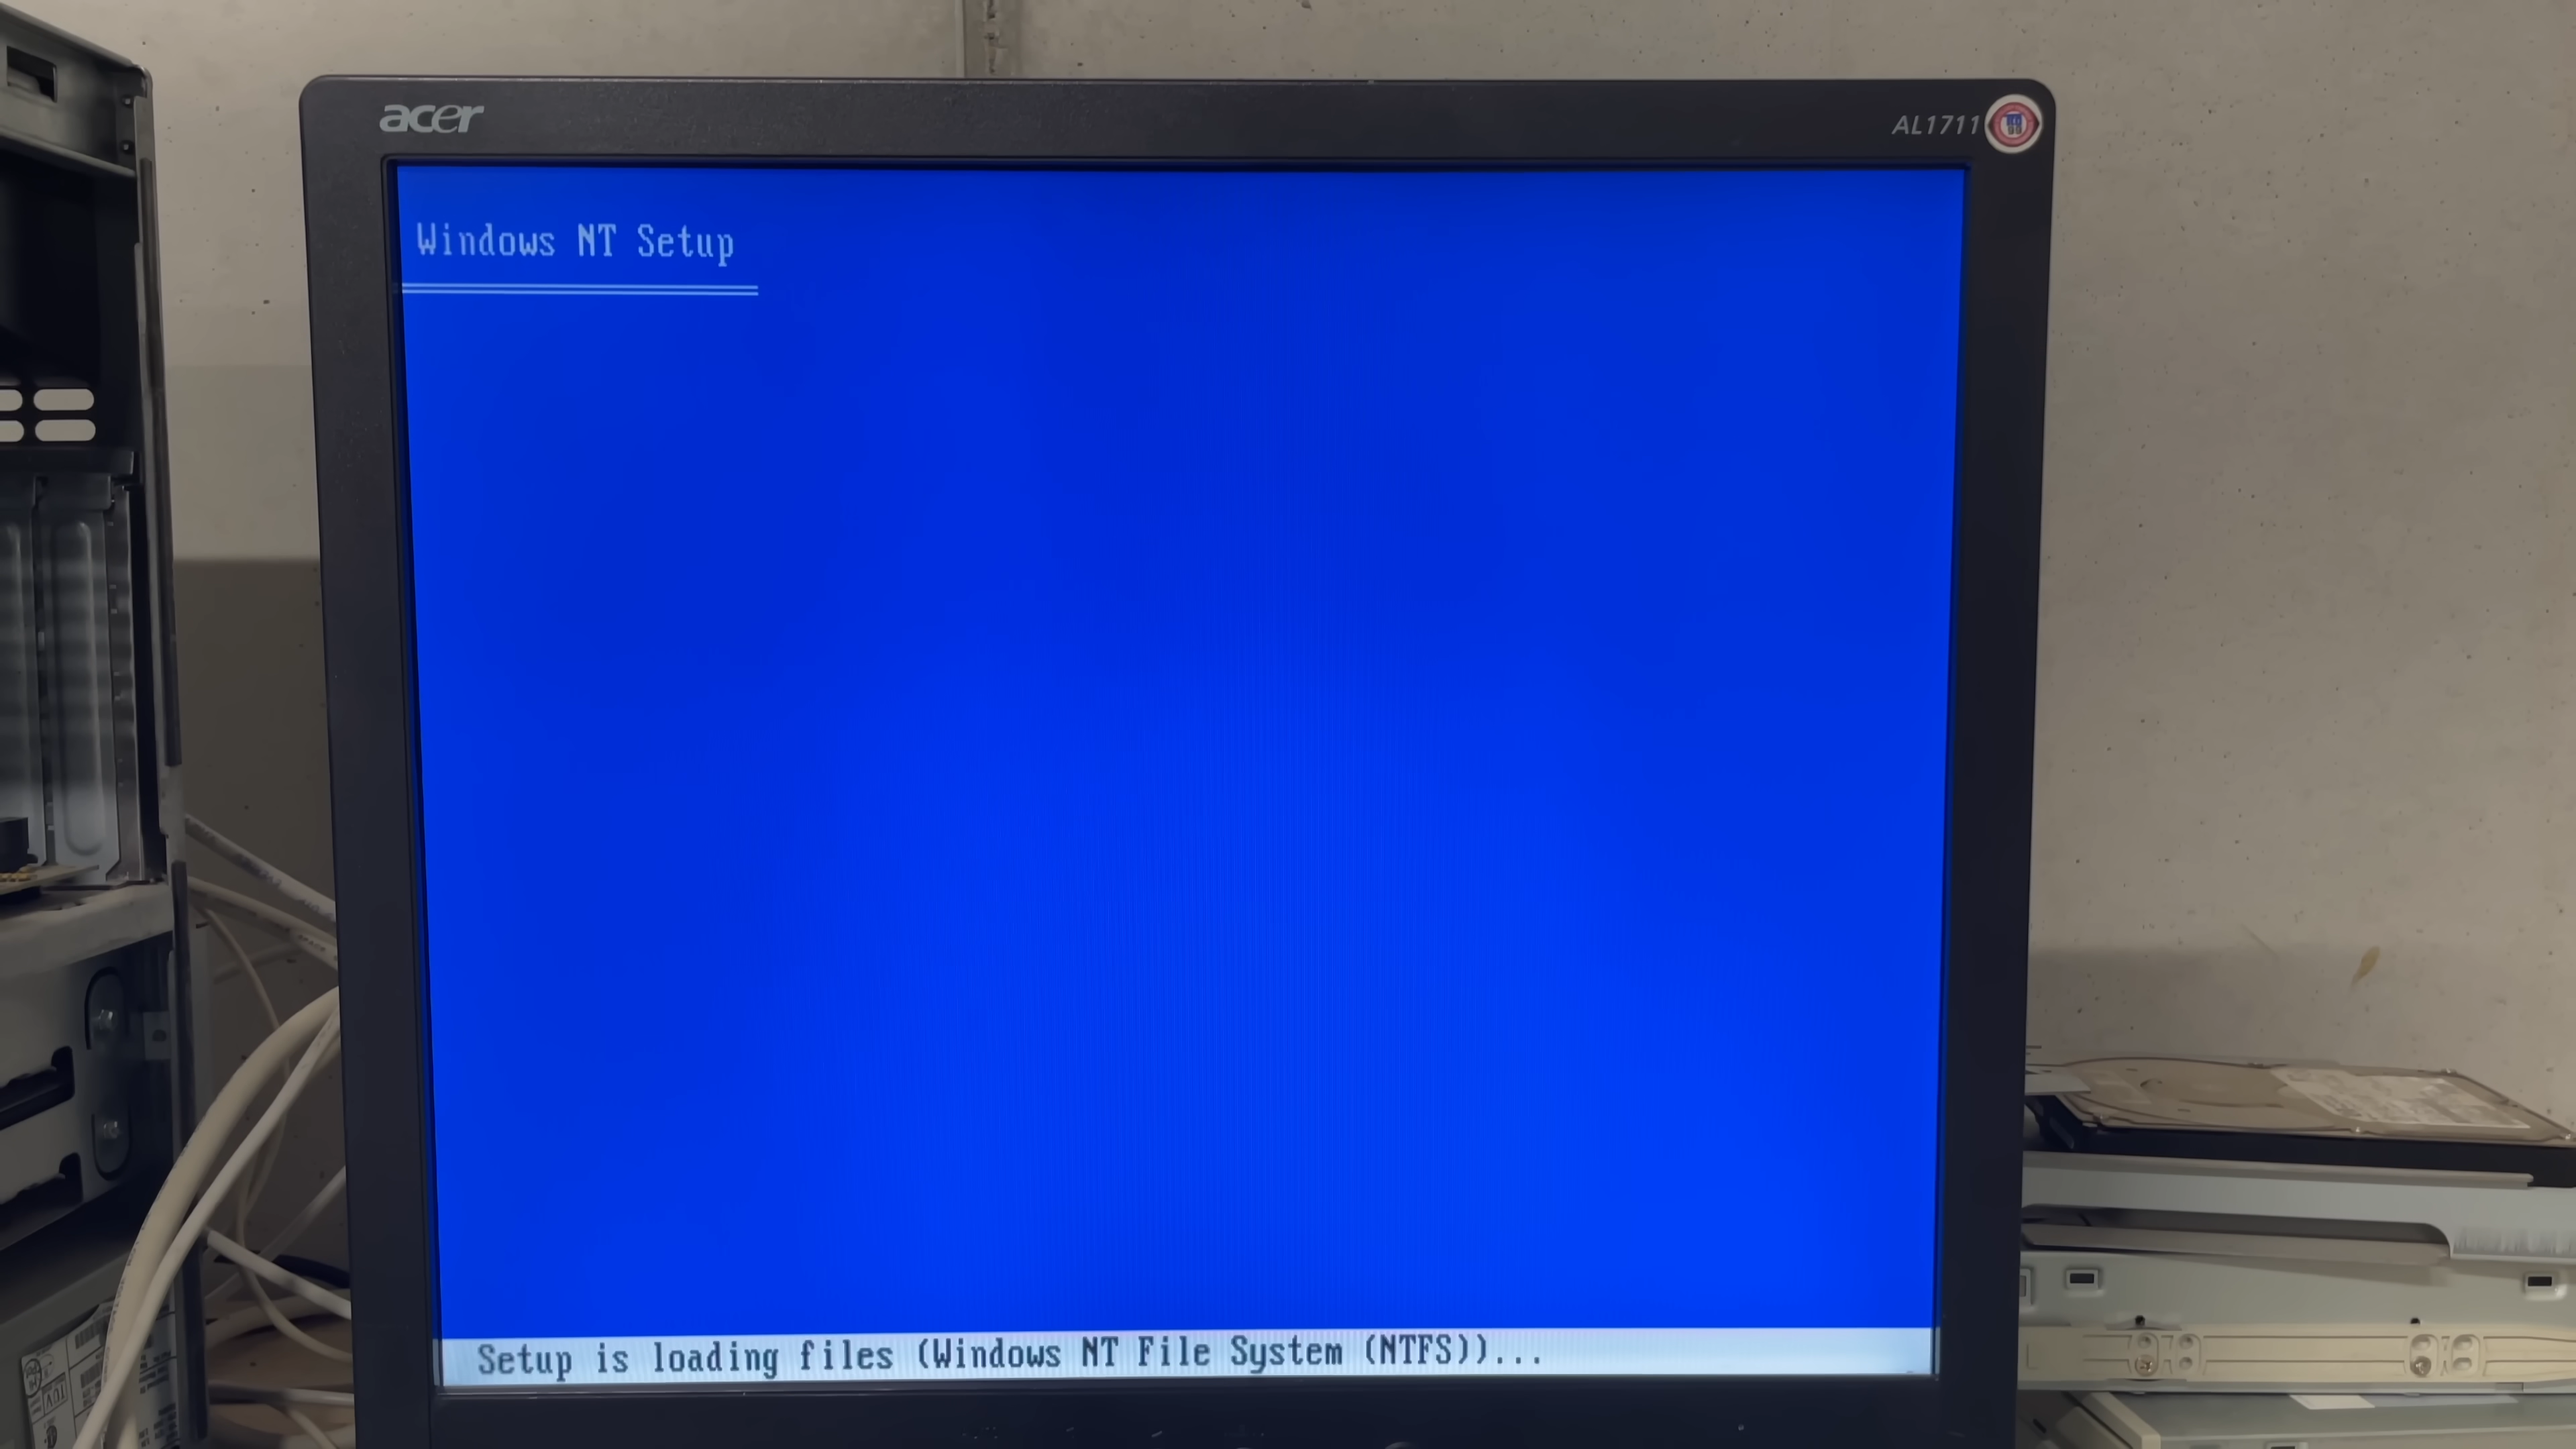 acer
AL1711
Windows NT Setup
Setup is loading files (Windows NT File System (NTFS))...